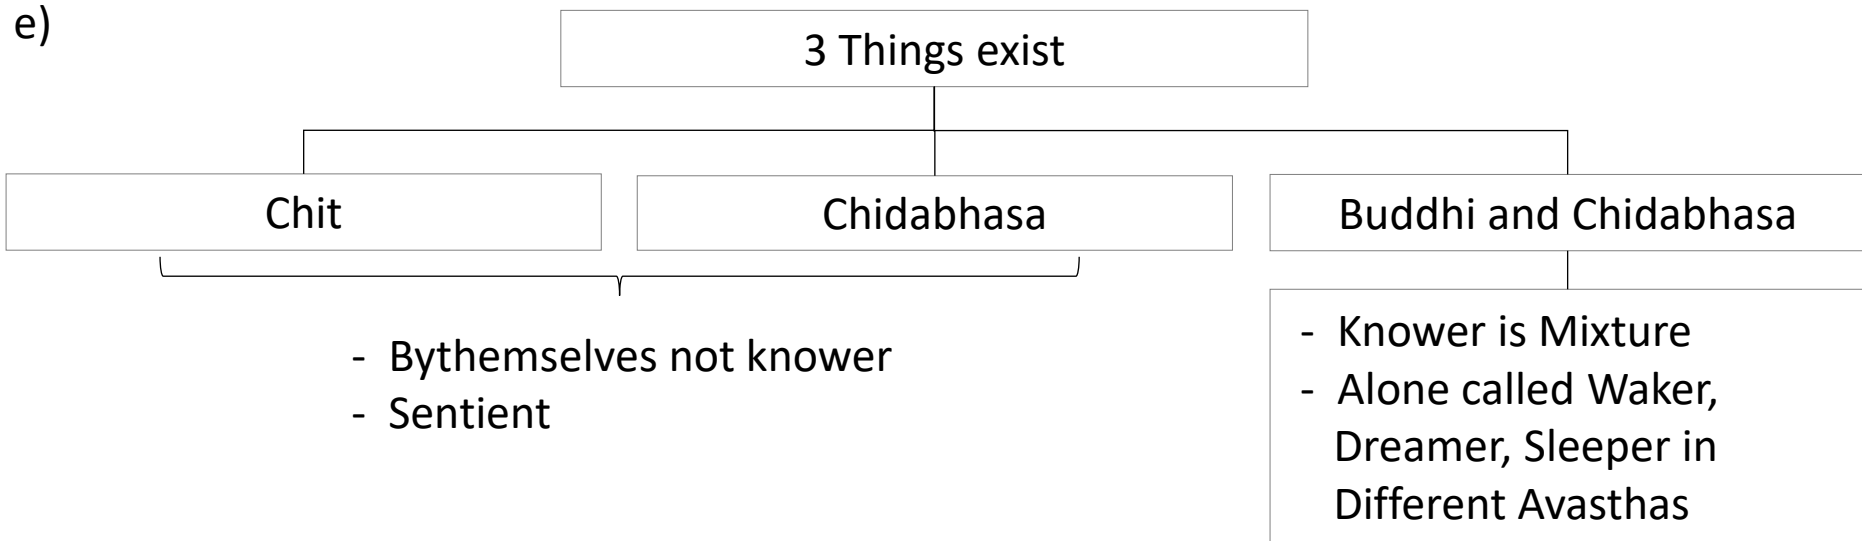 e)
3 Things exist
Chit
Chidabhasa
Buddhi and Chidabhasa
- Bythemselves not knower
- Sentient
- Knower is Mixture
- Alone called Waker,
Dreamer, Sleeper in
Different Avasthas